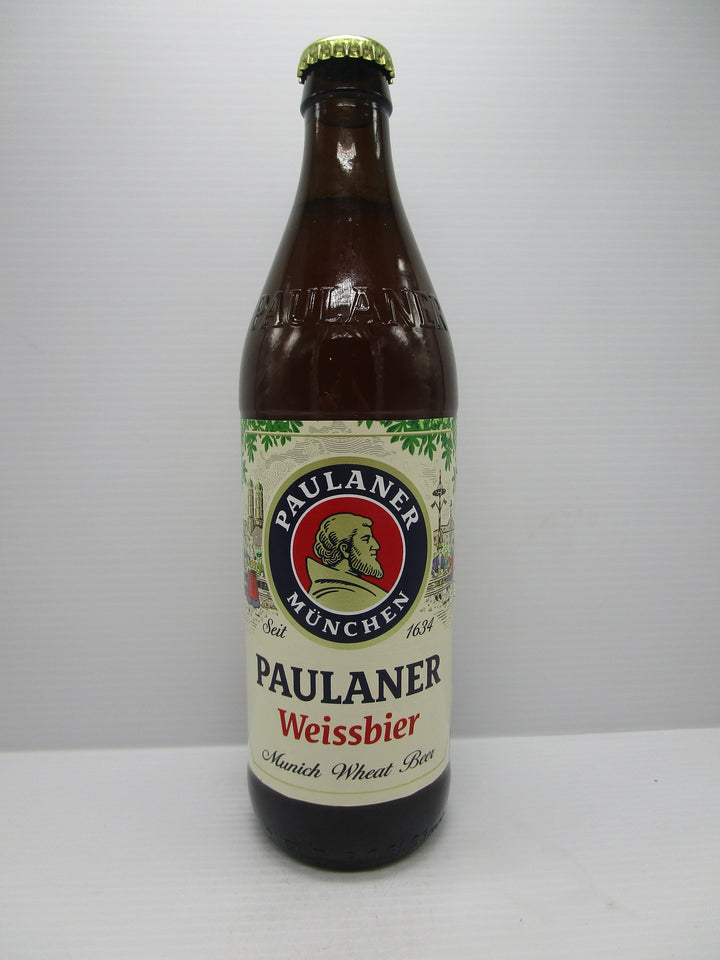 PAULANER
PAULANER
MÜNCHEN
Seit 1634
PAULANER
Weissbier
Munich Wheat Beer